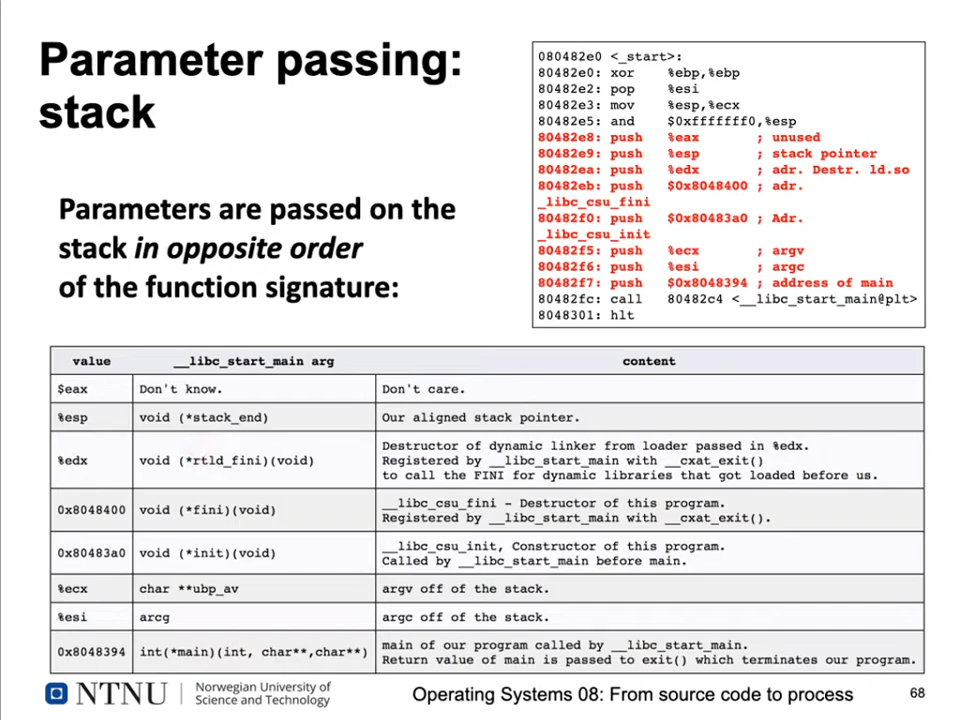 Parameter passing:
stack
Parameters are passed on the
stack in opposite order
of the function signature:
080482e0 <_start>:
80482e0: xor %ebp,%ebp
80482e2: pop %esi
80482e3: mov %esp,%ecx
80482e5: and $0xfffffff0,%esp
80482e8: push %eax ; unused
80482e9: push %esp ; stack pointer
80482ea: push %edx ; adr. Destr. ld.so
80482eb: push $0x8048400 ; adr.
_libc_csu_fini
80482f0: push $0x80483a0 ; Adr.
_libc_csu_init
80482f5: push %ecx ; argv
80482f6: push %esi ; argc
80482f7: push $0x8048394 ; address of main
80482fc: call 80482c4 <__libc_start_main@plt>
8048301: hlt
value __libc_start_main arg content
$eax Don't know. Don't care.
%esp void (*stack_end) Our aligned stack pointer.
%edx void (*rtld_fini)(void) Destructor of dynamic linker from loader passed in %edx.
Registered by __libc_start_main with __cxat_exit()
to call the FINI for dynamic libraries that got loaded before us.
0x8048400 void (*fini)(void) __libc_csu_fini - Destructor of this program.
Registered by __libc_start_main with __cxat_exit().
0x80483a0 void (*init)(void) __libc_csu_init, Constructor of this program.
Called by __libc_start_main before main.
%ecx char **ubp_av argv off of the stack.
%esi arcg argc off of the stack.
0x8048394 int(*main)(int, char**,char**) main of our program called by __libc_start_main.
Return value of main is passed to exit() which terminates our program.
NTNU
Norwegian University of
Science and Technology
Operating Systems 08: From source code to process
68